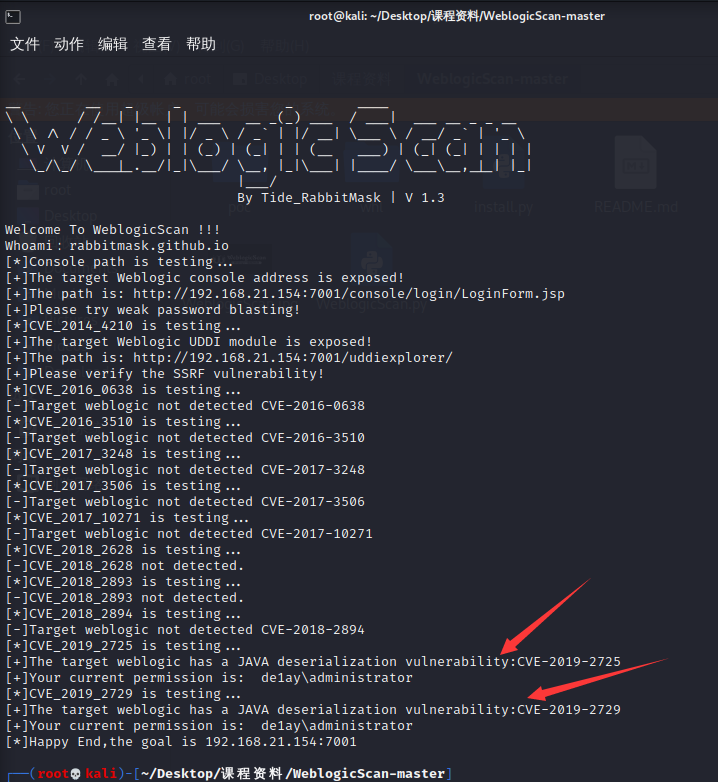 root@kali: ~/Desktop/课程资料/WeblogicScan-master
文件 动作 编辑 查看 帮助
Weblogic Scan
By Tide_RabbitMask | V 1.3
install.py
README.md
root
Desktop
Welcome To WeblogicScan !!!
Whoami：rabbitmask.github.io
[*]Console path is testing...
[+]The target Weblogic console address is exposed!
[+]The path is: http://192.168.21.154:7001/console/login/LoginForm.jsp
[+]Please try weak password blasting!
[*]CVE_2014_4210 is testing...
[+]The target Weblogic UDDI module is exposed!
[+]The path is: http://192.168.21.154:7001/uddiexplorer/
[+]Please verify the SSRF vulnerability!
[*]CVE_2016_0638 is testing...
[-]Target weblogic not detected CVE-2016-0638
[*]CVE_2016_3510 is testing...
[-]Target weblogic not detected CVE-2016-3510
[*]CVE_2017_3248 is testing...
[-]Target weblogic not detected CVE-2017-3248
[*]CVE_2017_3506 is testing...
[-]Target weblogic not detected CVE-2017-3506
[*]CVE_2017_10271 is testing...
[-]Target weblogic not detected CVE-2017-10271
[*]CVE_2018_2628 is testing...
[-]CVE_2018_2628 not detected.
[*]CVE_2018_2893 is testing...
[-]CVE_2018_2893 not detected.
[*]CVE_2018_2894 is testing...
[-]Target weblogic not detected CVE-2018-2894
[*]CVE_2019_2725 is testing...
[+]The target weblogic has a JAVA deserialization vulnerability:CVE-2019-2725
[+]Your current permission is:  de1ay\administrator
[*]CVE_2019_2729 is testing...
[+]The target weblogic has a JAVA deserialization vulnerability:CVE-2019-2729
[+]Your current permission is:  de1ay\administrator
[*]Happy End,the goal is 192.168.21.154:7001
┌──(root💀kali)-[~/Desktop/课程资料/WeblogicScan-master]